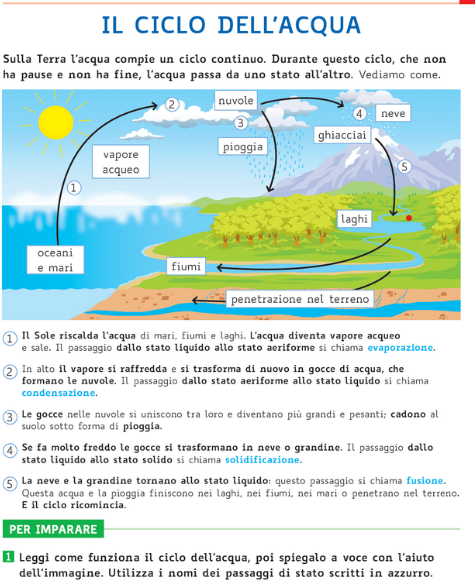 IL CICLO DELL'ACQUA
Sulla Terra l'acqua compie un ciclo continuo. Durante questo ciclo, che non
ha pause e non ha fine, l'acqua passa da uno stato all'altro. Vediamo come.
nuvole
2
4
neve
3
ghiacciai
pioggia
vapore
acqueo
5
1
laghi
oceani
e mari
fiumi
penetrazione nel terreno
1 Il Sole riscalda l'acqua di mari, fiumi e laghi. L'acqua diventa vapore acqueo
e sale. Il passaggio dallo stato liquido allo stato aeriforme si chiama evaporazione.
2 In alto il vapore si raffredda e si trasforma di nuovo in gocce di acqua, che
formano le nuvole. Il passaggio dallo stato aeriforme allo stato liquido si chiama
condensazione.
3 Le gocce nelle nuvole si uniscono tra loro e diventano più grandi e pesanti; cadono al
suolo sotto forma di pioggia.
4 Se fa molto freddo le gocce si trasformano in neve o grandine. Il passaggio dallo
stato liquido allo stato solido si chiama solidificazione.
5 La neve e la grandine tornano allo stato liquido: questo passaggio si chiama fusione.
Questa acqua e la pioggia finiscono nei laghi, nei fiumi, nei mari o penetrano nel terreno.
E il ciclo ricomincia.
PER IMPARARE
1 Leggi come funziona il ciclo dell'acqua, poi spiegalo a voce con l'aiuto
dell'immagine. Utilizza i nomi dei passaggi di stato scritti in azzurro.